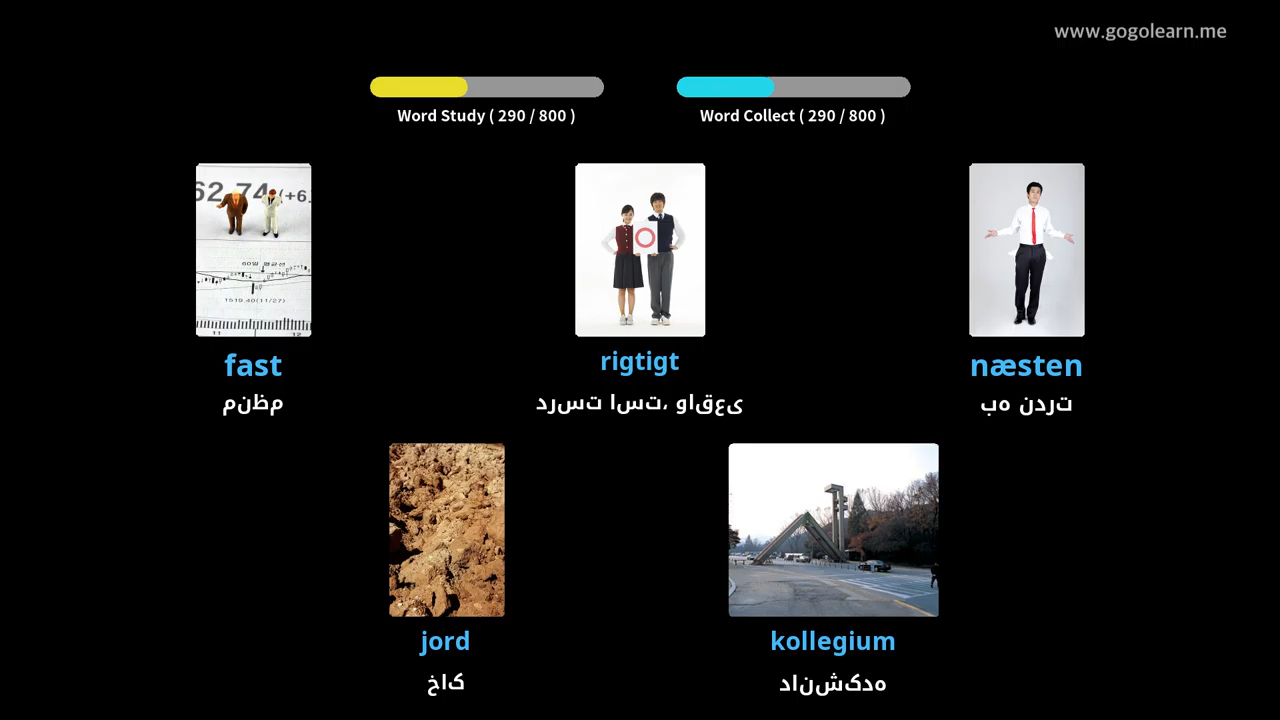 www.gogolearn.me
Word Study ( 290 / 800 )
Word Collect ( 290 / 800 )
fast
منظم
rigtigt
درست است، واقعی
næsten
به ندرت
jord
خاک
kollegium
دانشکده